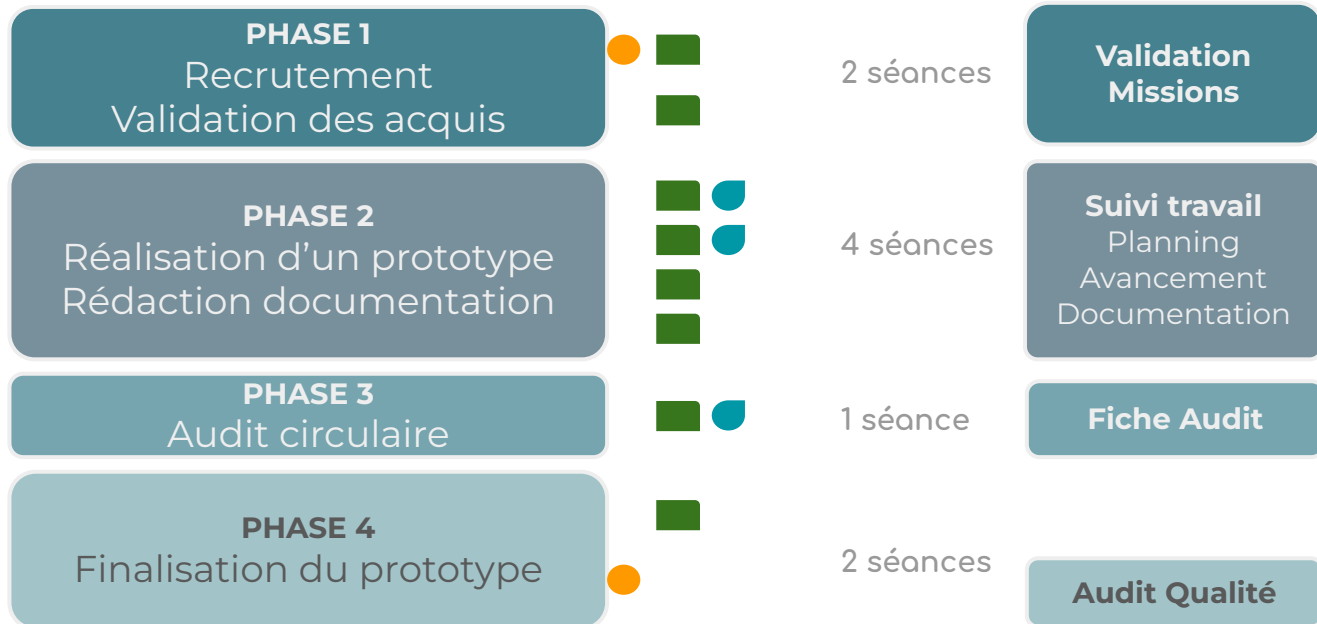 PHASE 1
Recrutement
Validation des acquis
2 séances
Validation
Missions
PHASE 2
Réalisation d'un prototype
Rédaction documentation
4 séances
Suivi travail
Planning
Avancement
Documentation
PHASE 3
Audit circulaire
1 séance
Fiche Audit
PHASE 4
Finalisation du prototype
2 séances
Audit Qualité